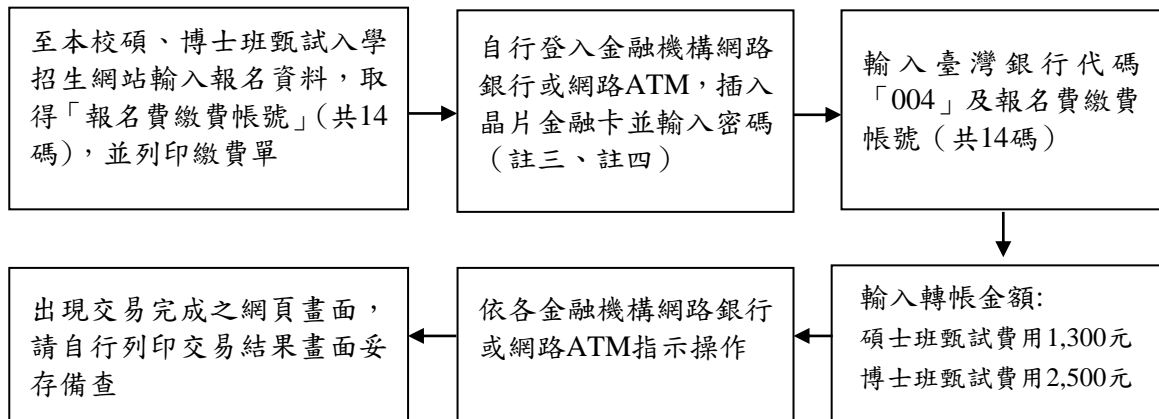 至本校碩、博士班甄試入學
招生網站輸入報名資料，取
得「報名費繳費帳號」（共14
碼），並列印繳費單
自行登入金融機構網路
銀行或網路ATM，插入
晶片金融卡並輸入密碼
（註三、註四）
輸入臺灣銀行代碼
「004」及報名費繳費
帳號（共14碼）
輸入轉帳金額:
碩士班甄試費用1,300元
博士班甄試費用2,500元
依各金融機構網路銀行
或網路ATM指示操作
出現交易完成之網頁畫面，
請自行列印交易結果畫面妥
存備查